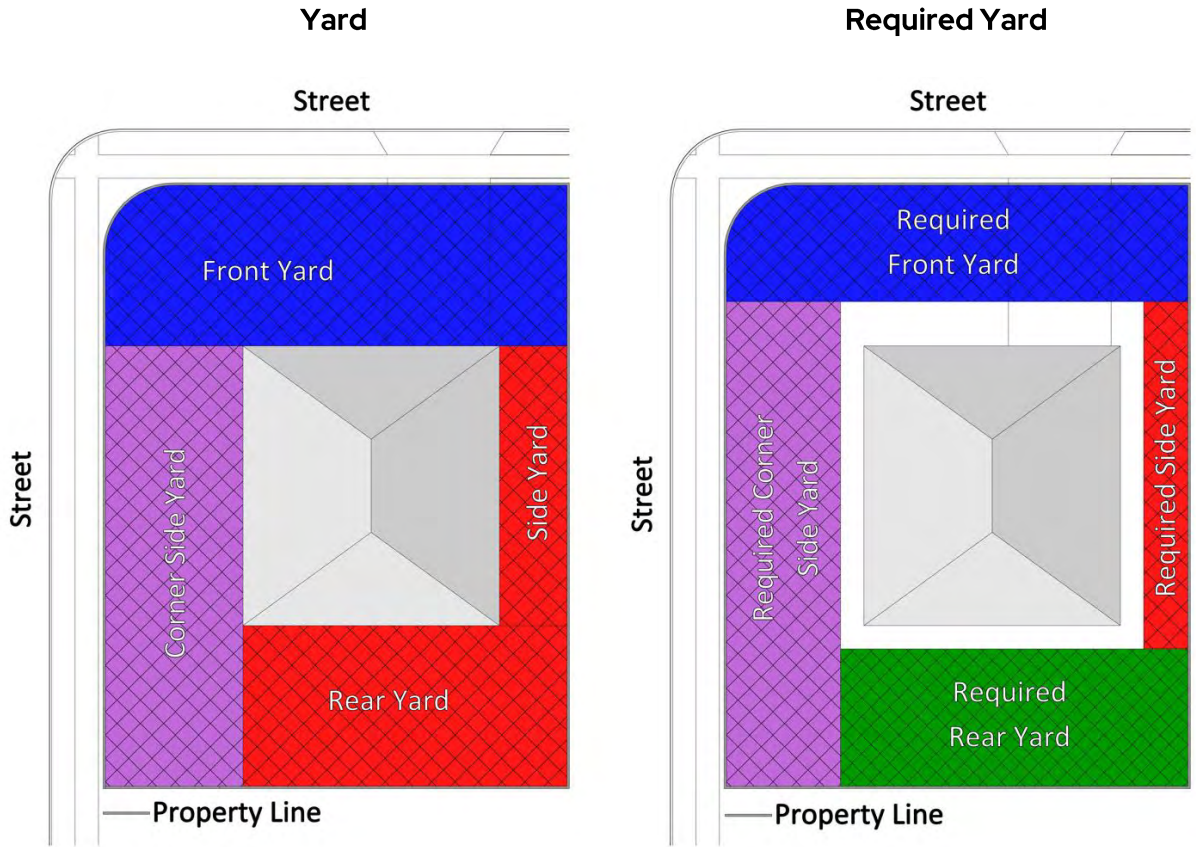 Yard
Street
Front Yard
Street
Corner Side Yard
Side Yard
Rear Yard
Property Line
Required Yard
Street
Required
Front Yard
Street
Required Corner
Side Yard
Required Side Yard
Required
Rear Yard
Property Line